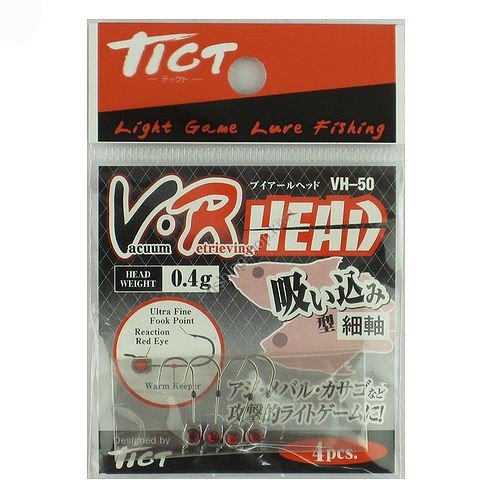 TICT
ティクト
Light Game Lure Fishing
ブイアールヘッド VH-50
V・R HEAD
Vacuum Retrieving
HEAD WEIGHT 0.4g
吸い込み
型 細軸
Ultra Fine
Fook Point
Reaction
Red Eye
Warm Keeper
アジ・メバル・カサゴなど
攻撃的ライトゲームに!
Designed by
TICT
4pcs.